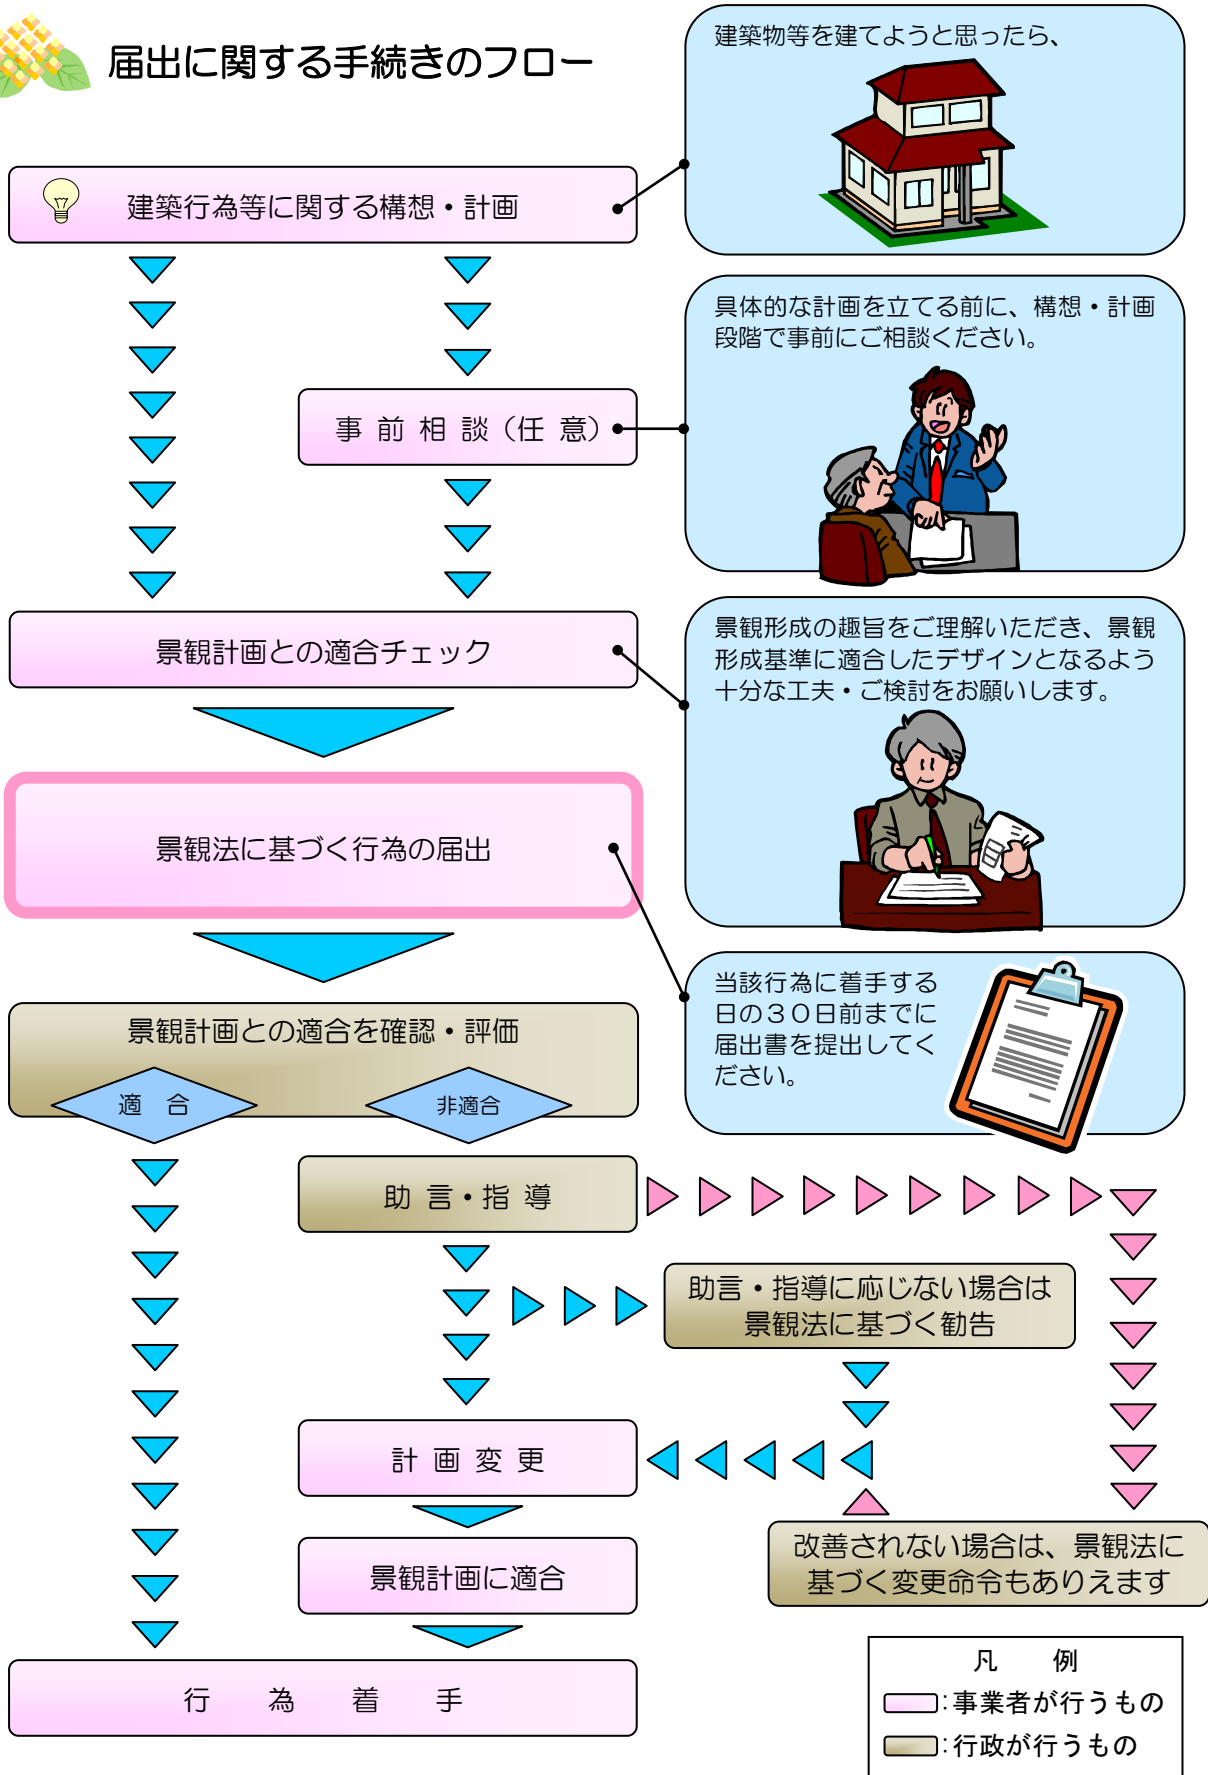 届出に関する手続きのフロー
建築物等を建てようと思ったら、
建築行為等に関する構想・計画
具体的な計画を立てる前に、構想・計画
段階で事前にご相談ください。
事前相談（任意）
景観計画との適合チェック
景観形成の趣旨をご理解いただき、景観
形成基準に適合したデザインとなるよう
十分な工夫・ご検討をお願いします。
景観法に基づく行為の届出
当該行為に着手する
日の３０日前までに
届出書を提出してく
ださい。
景観計画との適合を確認・評価
適 合
非適合
助言・指導
助言・指導に応じない場合は
景観法に基づく勧告
計画変更
改善されない場合は、景観法に
基づく変更命令もありえます
景観計画に適合
行為着手
凡 例
:事業者が行うもの
:行政が行うもの